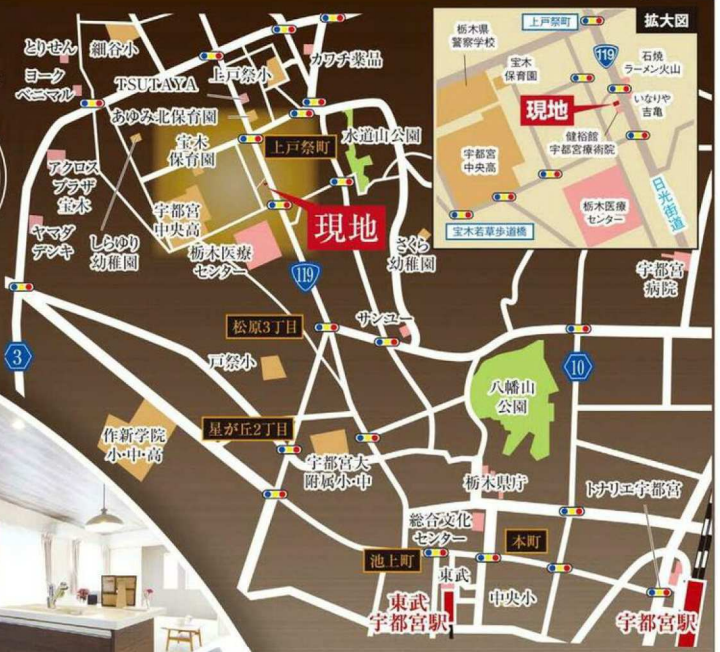 とりせん
細谷小
ヨーク
ベニマル
TSUTAYA
上戸祭小
カワチ薬品
あゆみ北保育園
宝木
保育園
上戸祭町
水道山公園
アクロス
プラザ
宝木
宇都宮
中央高
現地
ヤマダ
デンキ
しらゆり
幼稚園
栃木医療
センター
さくら
幼稚園
119
宇都宮
病院
松原3丁目
サンユー
3
戸祭小
10
八幡山
公園
作新学院
小・中・高
星が丘2丁目
宇都宮大
附属小・中
栃木県庁
トナリエ宇都宮
総合文化
センター
本町
池上町
東武
中央小
東武
宇都宮駅
宇都宮駅
拡大図
上戸祭町
栃木県
警察学校
119
宝木
保育園
石焼
ラーメン火山
いなりや
吉亀
現地
健裕館
宇都宮療術院
宇都宮
中央高
栃木医療
センター
日光街道
宝木若草歩道橋